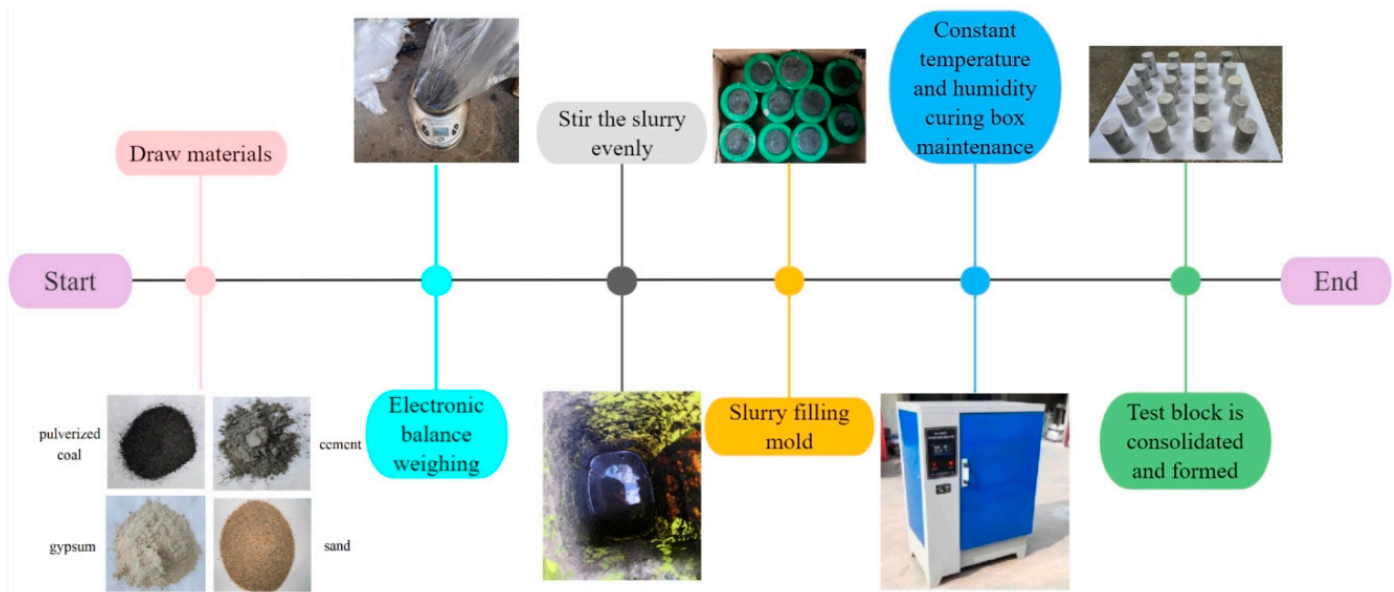 Start
Draw materials
pulverized
coal
cement
gypsum
sand
Electronic
balance
weighing
Stir the slurry
evenly
Slurry filling
mold
Constant
temperature
and humidity
curing box
maintenance
Test block is
consolidated
and formed
End